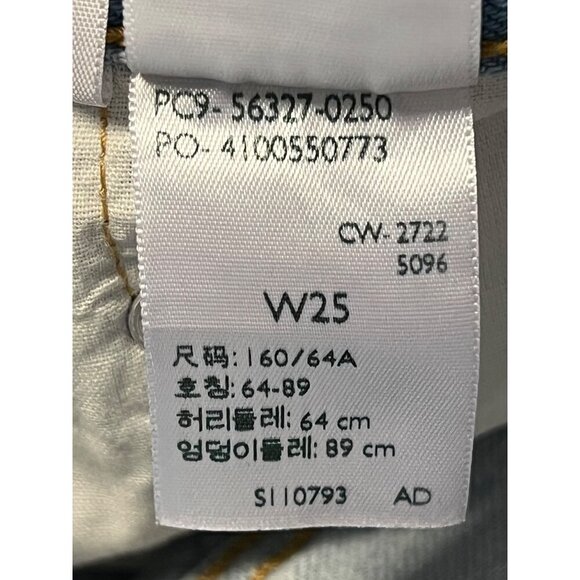 PC9- 56327-0250
PO- 4100550773
CW- 2722
5096
W25
尺码: 160/64A
호칭: 64-89
허리둘레: 64 cm
엉덩이둘레: 89 cm
S110793 AD